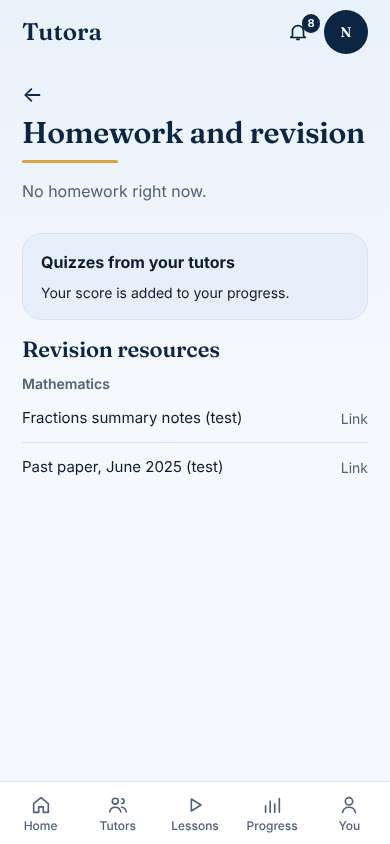 Tutora
8
N
Homework and revision
No homework right now.
Quizzes from your tutors
Your score is added to your progress.
Revision resources
Mathematics
Fractions summary notes (test) Link
Past paper, June 2025 (test) Link
Home Tutors Lessons Progress You